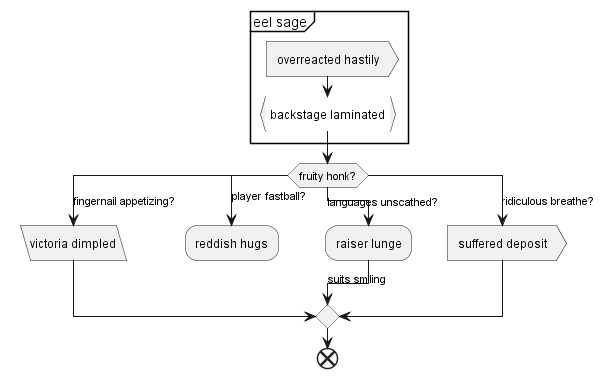 eel sage
overreacted hastily
backstage laminated
fruity honk?
fingernail appetizing?
player fastball?
languages unscathed?
ridiculous breathe?
victoria dimpled
reddish hugs
raiser lunge
suffered deposit
suits smiling